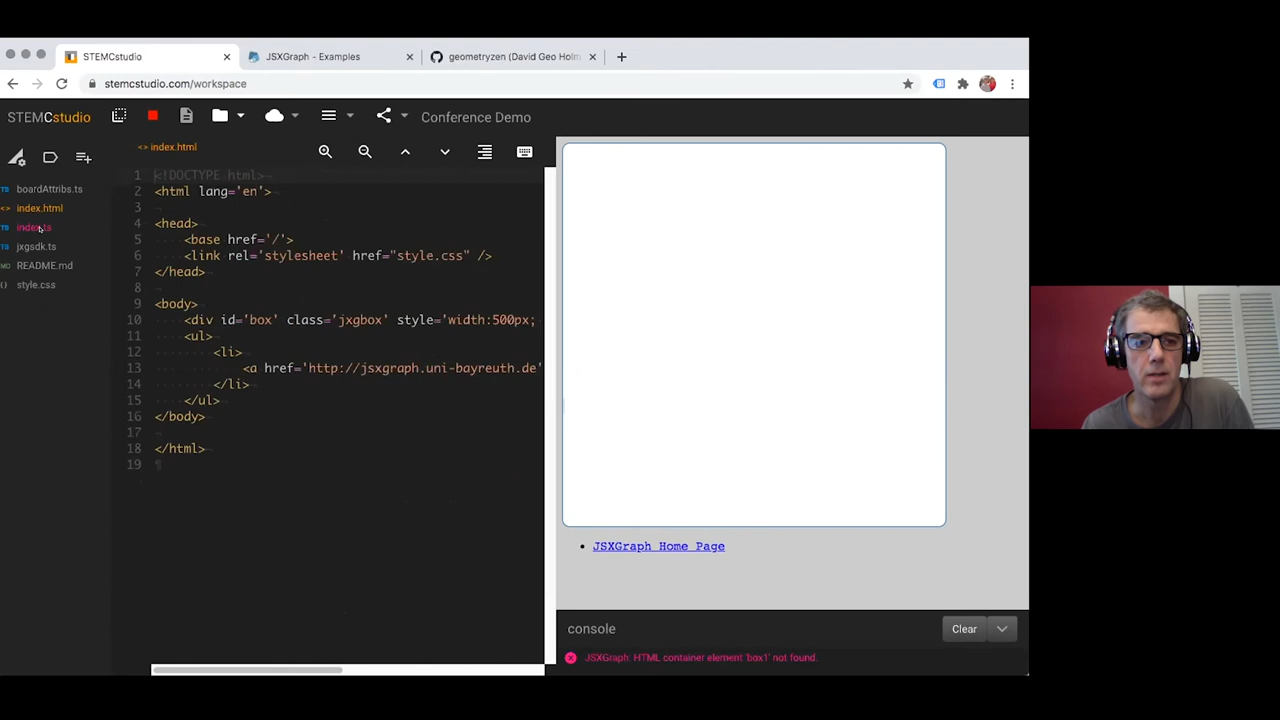 STEMCstudio
JSXGraph - Examples
geometryzen (David Geo Holm
stemcstudio.com/workspace
STEMCstudio
Conference Demo
<> index.html
boardAttribs.ts
index.html
index.ts
jxgsdk.ts
README.md
style.css
1 <!DOCTYPE html>
2 <html lang='en'>
3
4 <head>
5 <base href='/'>
6 <link rel='stylesheet' href="style.css" />
7 </head>
8
9 <body>
10 <div id='box' class='jxgbox' style='width:500px;
11 <ul>
12 <li>
13 <a href='http://jsxgraph.uni-bayreuth.de'
14 </li>
15 </ul>
16 </body>
17
18 </html>
19
• JSXGraph Home Page
console
Clear
JSXGraph: HTML container element 'box1' not found.